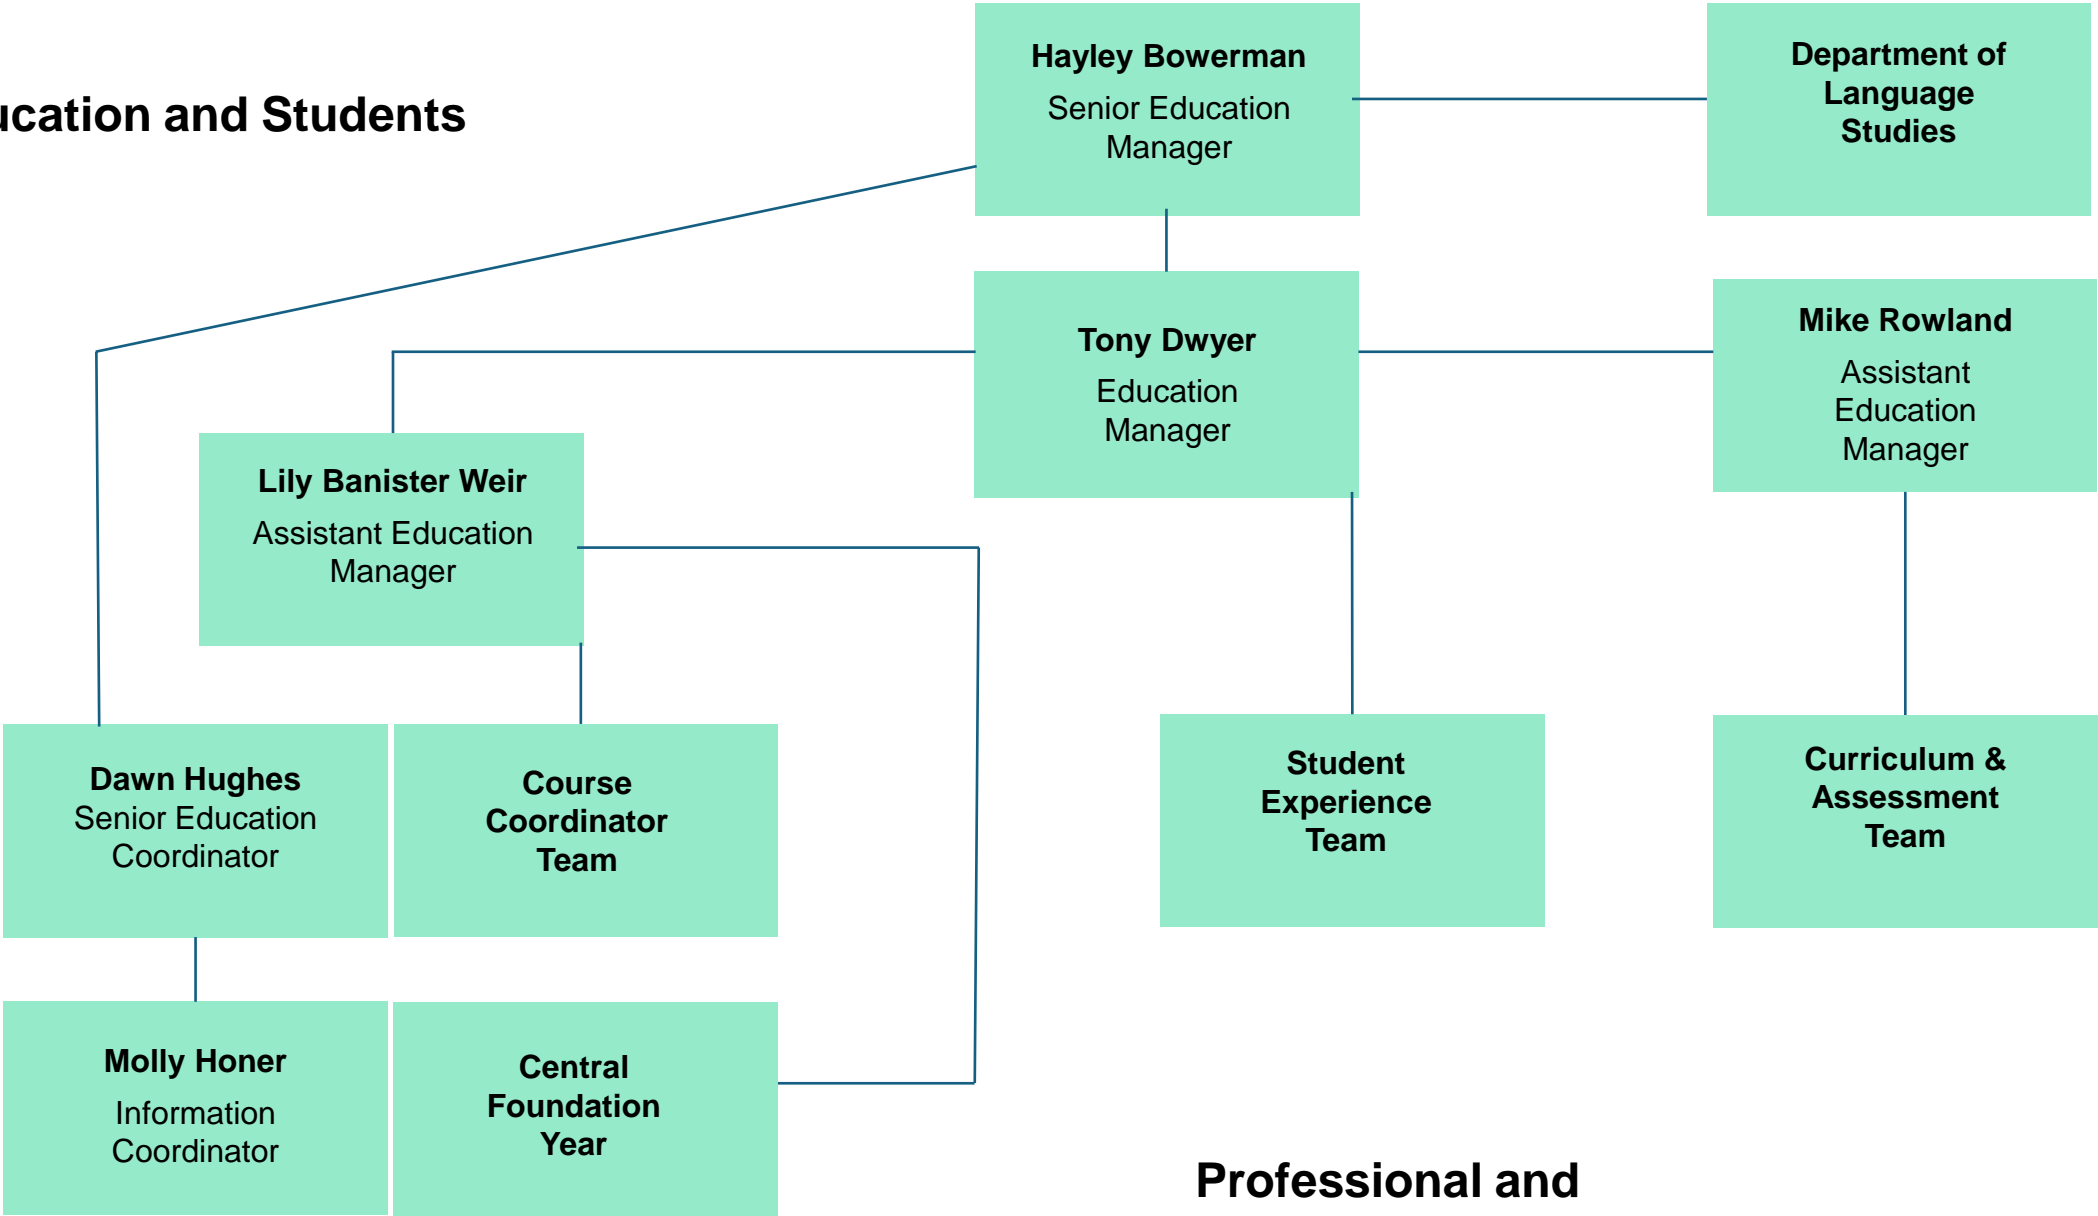 Hayley Bowerman
Senior Education
Manager
Department of
Language
Studies
ucation and Students
Tony Dwyer
Education
Manager
Mike Rowland
Assistant
Education
Manager
Lily Banister Weir
Assistant Education
Manager
Dawn Hughes
Senior Education
Coordinator
Course
Coordinator
Team
Student
Experience
Team
Curriculum &
Assessment
Team
Molly Honer
Information
Coordinator
Central
Foundation
Year
Professional and